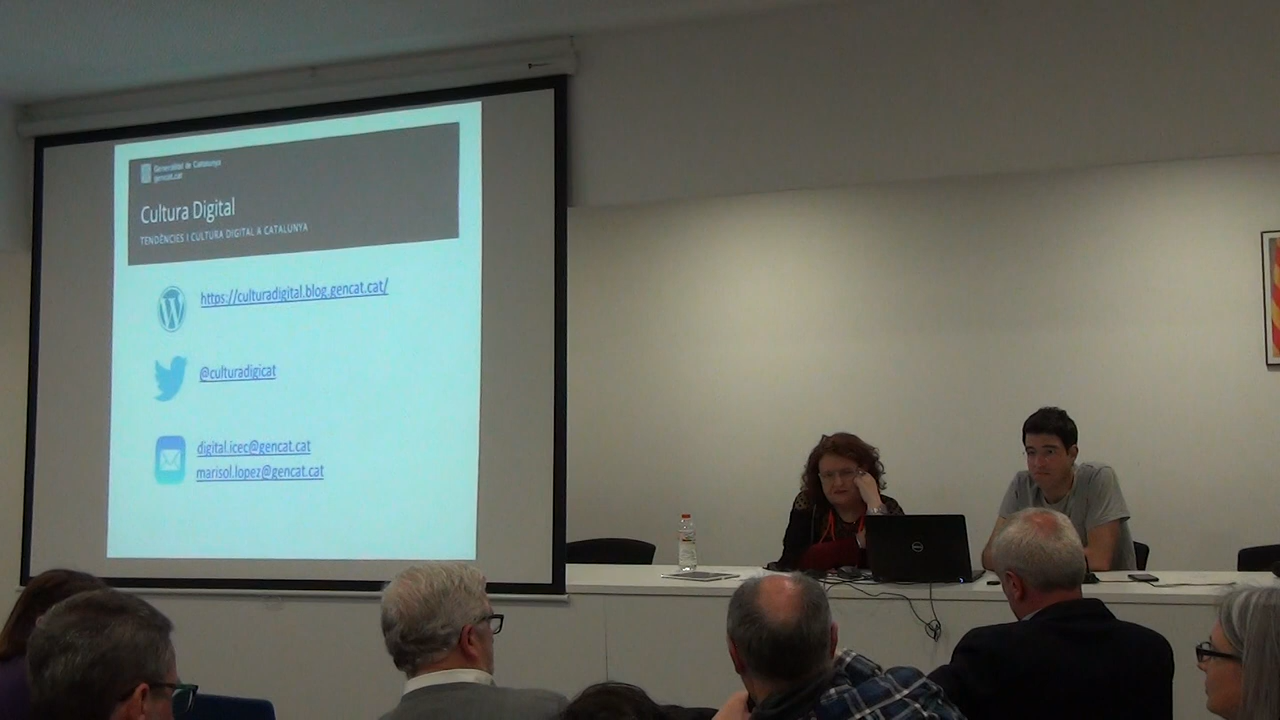 Generalitat de Catalunya
gencat.cat
Cultura Digital
TENDÈNCIES I CULTURA DIGITAL A CATALUNYA
https://culturadigital.blog.gencat.cat/
@culturadigicat
digital.icec@gencat.cat
marisol.lopez@gencat.cat
DELL